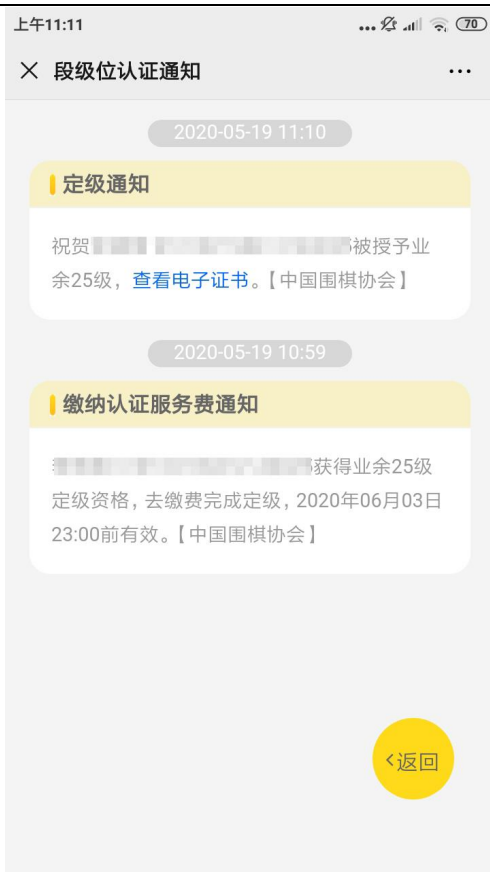 上午11:11
70
段级位认证通知
2020-05-19 11:10
定级通知
祝贺被授予业
余25级，查看电子证书。【中国围棋协会】
2020-05-19 10:59
缴纳认证服务费通知
获得业余25级
定级资格，去缴费完成定级，2020年06月03日
23:00前有效。【中国围棋协会】
返回